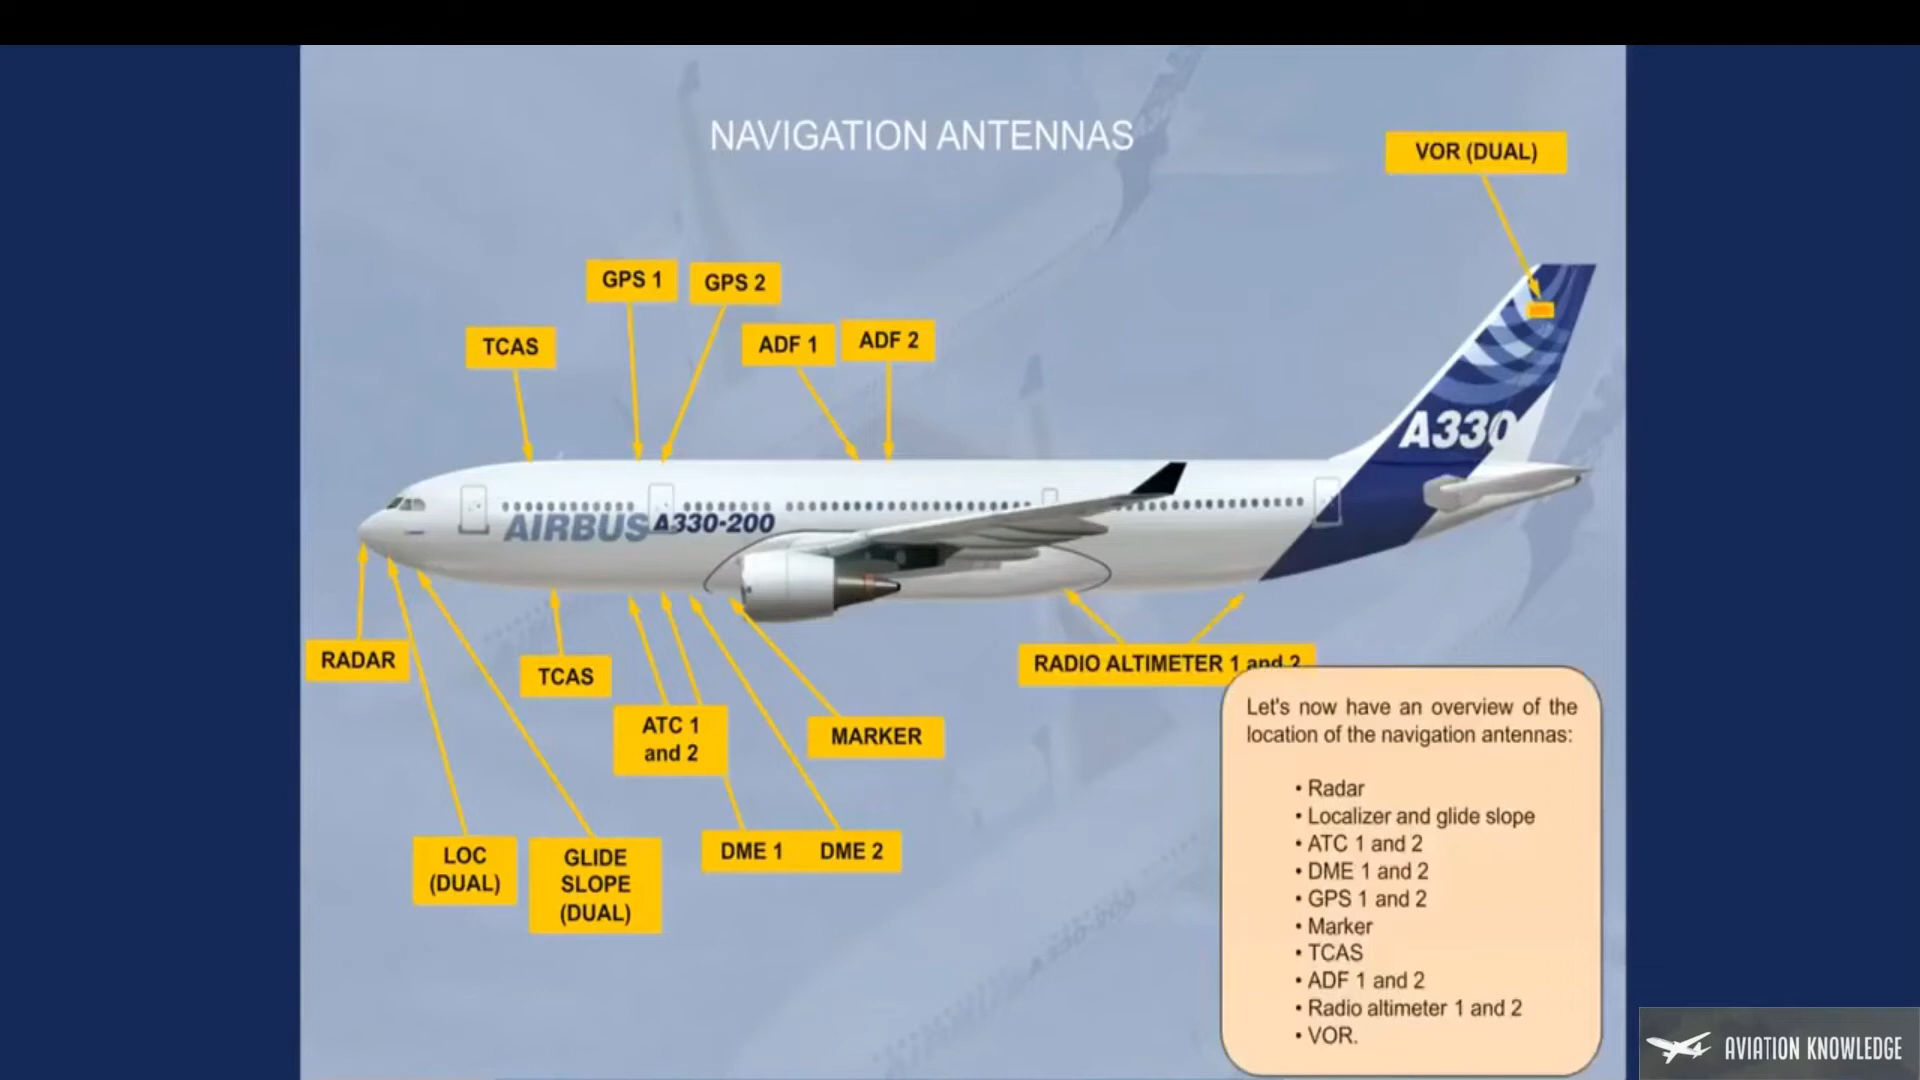 NAVIGATION ANTENNAS
VOR (DUAL)
GPS 1
GPS 2
TCAS
ADF 1
ADF 2
A330
AIRBUS A330-200
RADAR
TCAS
ATC 1
and 2
MARKER
RADIO ALTIMETER 1 and 2
LOC
(DUAL)
GLIDE
SLOPE
(DUAL)
DME 1
DME 2
Let's now have an overview of the
location of the navigation antennas:
• Radar
• Localizer and glide slope
• ATC 1 and 2
• DME 1 and 2
• GPS 1 and 2
• Marker
• TCAS
• ADF 1 and 2
• Radio altimeter 1 and 2
• VOR.
AVIATION KNOWLEDGE